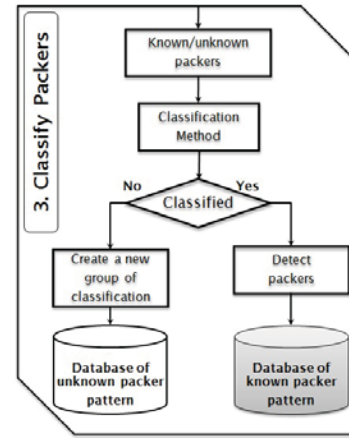 3. Classify Packers
Known/unknown
packers
Classification
Method
No
Yes
Classified
Create a new
group of
classification
Detect
packers
Database of
unknown packer
pattern
Database of
known packer
pattern